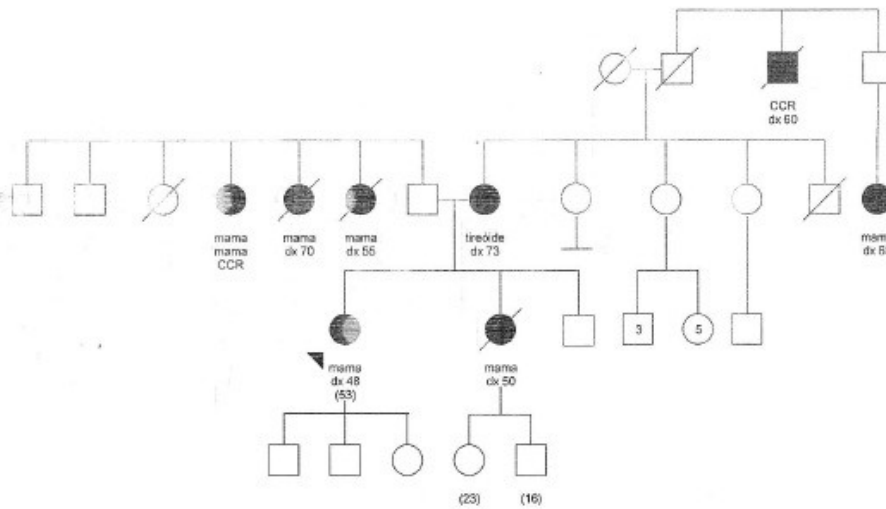 CCR
dx 60
mama
mama
CCR
mama
dx 70
mama
dx 55
tireóide
dx 73
3
5
mama
dx 48
(53)
mama
dx 50
(23)
(16)